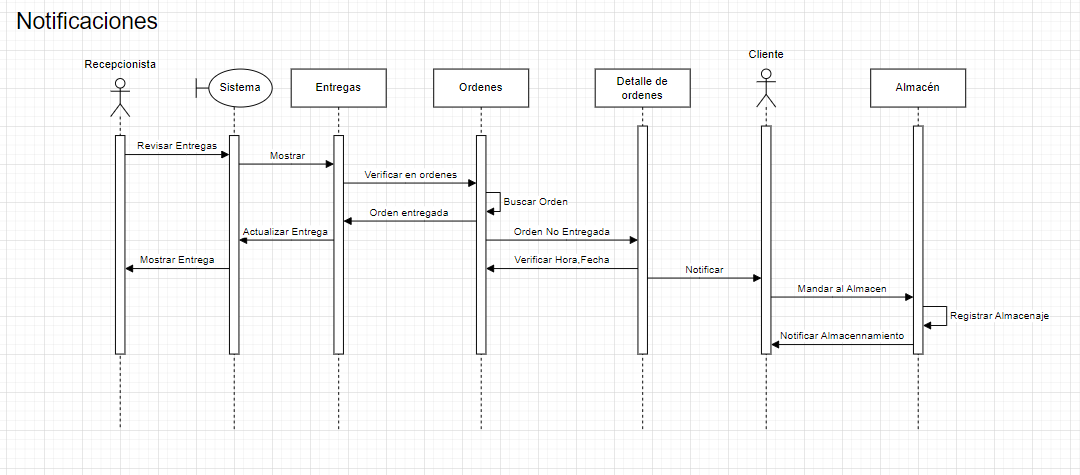 Notificaciones
Recepcionista
Sistema
Entregas
Ordenes
Detalle de
ordenes
Cliente
Almacén
Revisar Entregas
Mostrar
Verificar en ordenes
Buscar Orden
Orden entregada
Actualizar Entrega
Orden No Entregada
Mostrar Entrega
Verificar Hora,Fecha
Notificar
Mandar al Almacen
Registrar Almacenaje
Notificar Almacennamiento